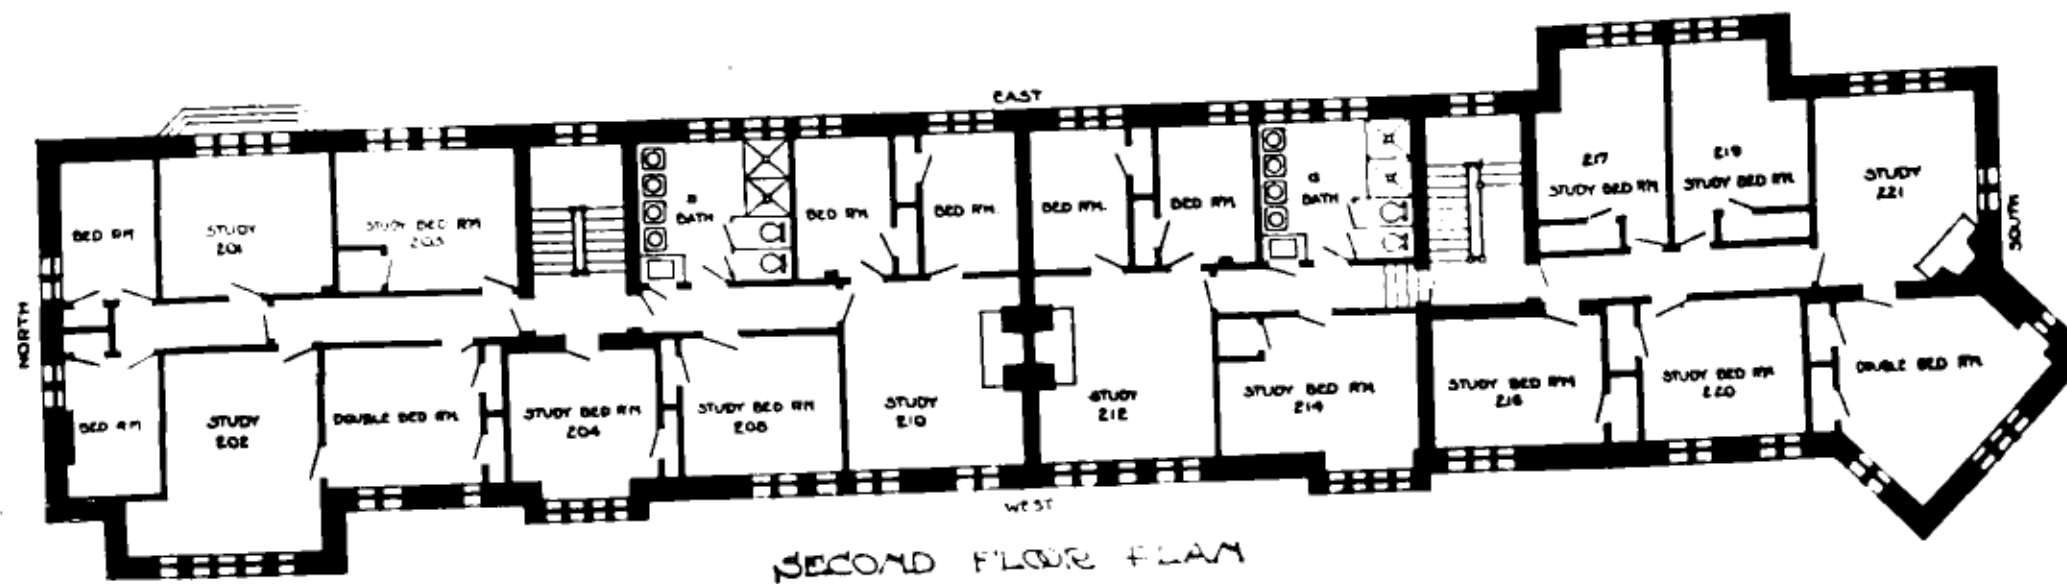 EAST
217
STUDY BED RM
219
STUDY BED RM
STUDY
221
BED RM
STUDY
201
STUDY BED RM
203
BATH
BED RM
BED RM.
BED RM.
BED RM.
BATH
NORTH
SOUTH
BED RM
STUDY
202
DOUBLE BED RM.
STUDY BED RM
204
STUDY BED RM
208
STUDY
210
STUDY
212
STUDY BED RM
214
STUDY BED RM
216
STUDY BED RM
220
DOUBLE BED RM.
WEST
SECOND FLOOR PLAN